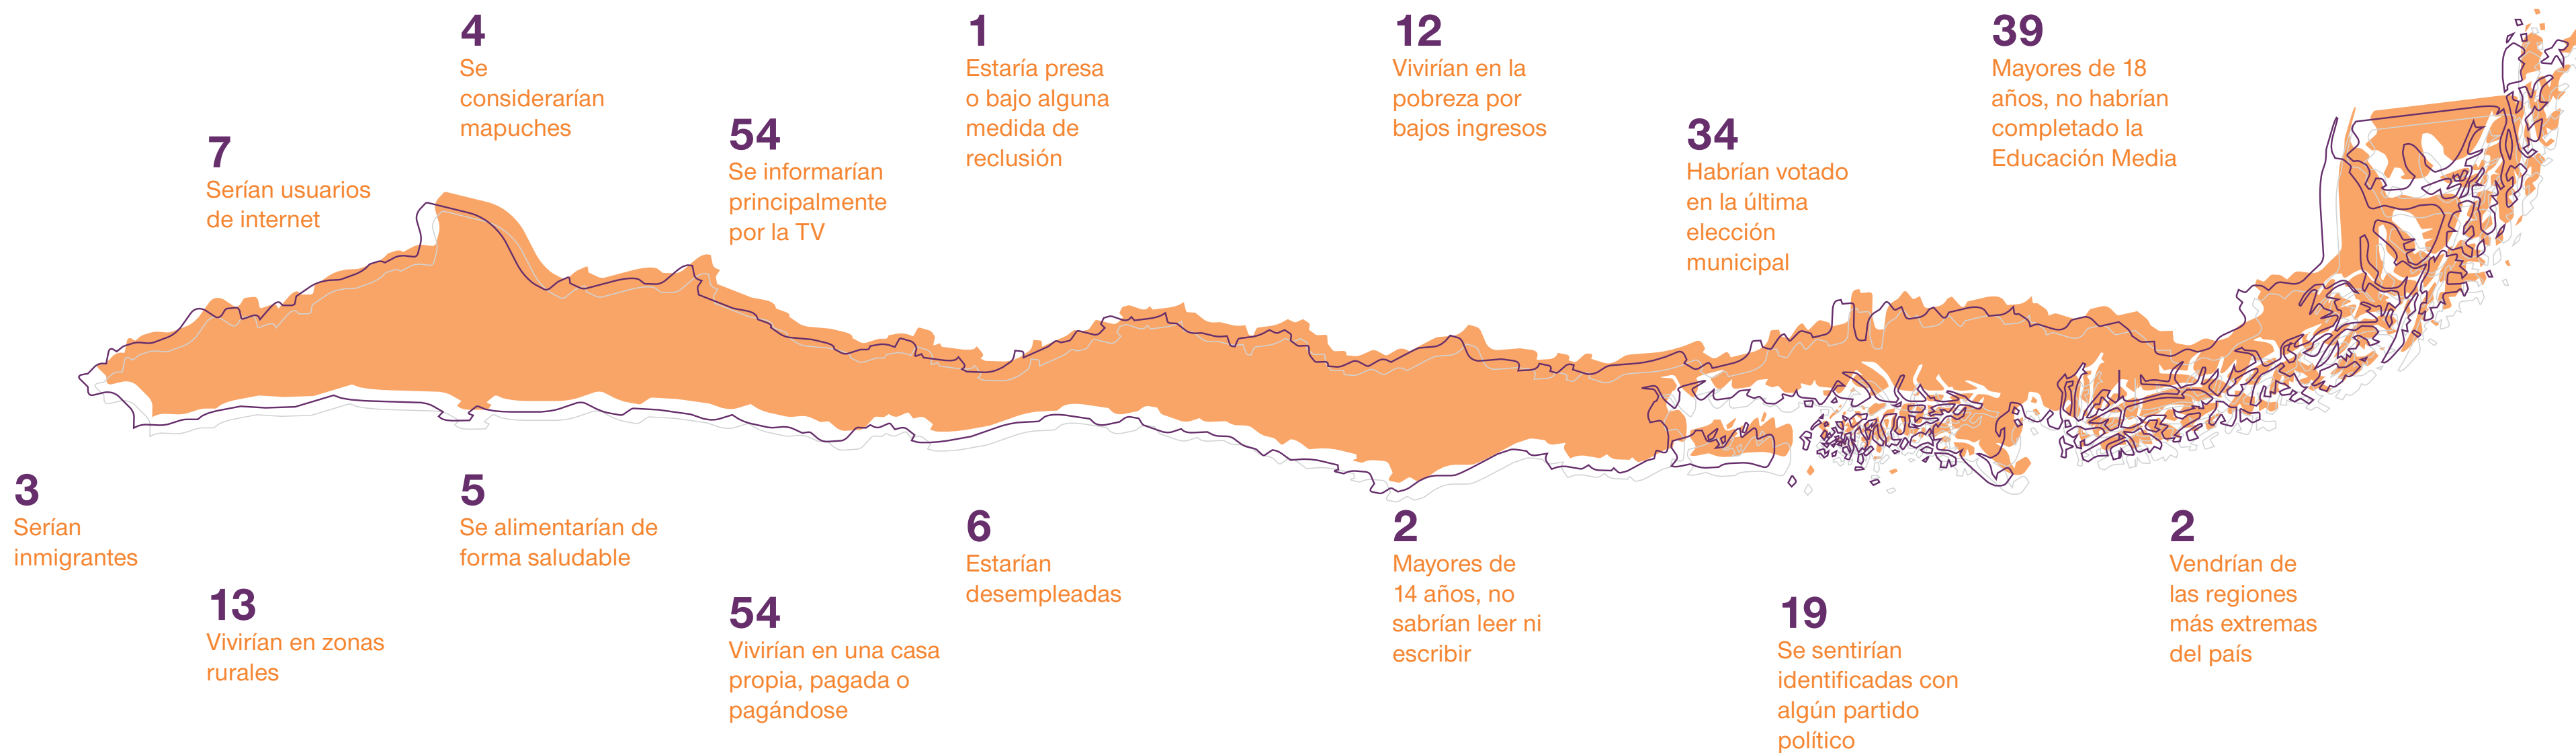 4
Se
considerarían
mapuches
1
Estaría presa
o bajo alguna
medida de
reclusión
12
Vivirían en la
pobreza por
bajos ingresos
39
Mayores de 18
años, no habrían
completado la
Educación Media
7
Serían usuarios
de internet
54
Se informarían
principalmente
por la TV
34
Habrían votado
en la última
elección
municipal
3
Serían
inmigrantes
5
Se alimentarían de
forma saludable
6
Estarían
desempleadas
2
Mayores de
14 años, no
sabrían leer ni
escribir
2
Vendrían de
las regiones
más extremas
del país
13
Vivirían en zonas
rurales
54
Vivirían en una casa
propia, pagada o
pagándose
19
Se sentirían
identificadas con
algún partido
político